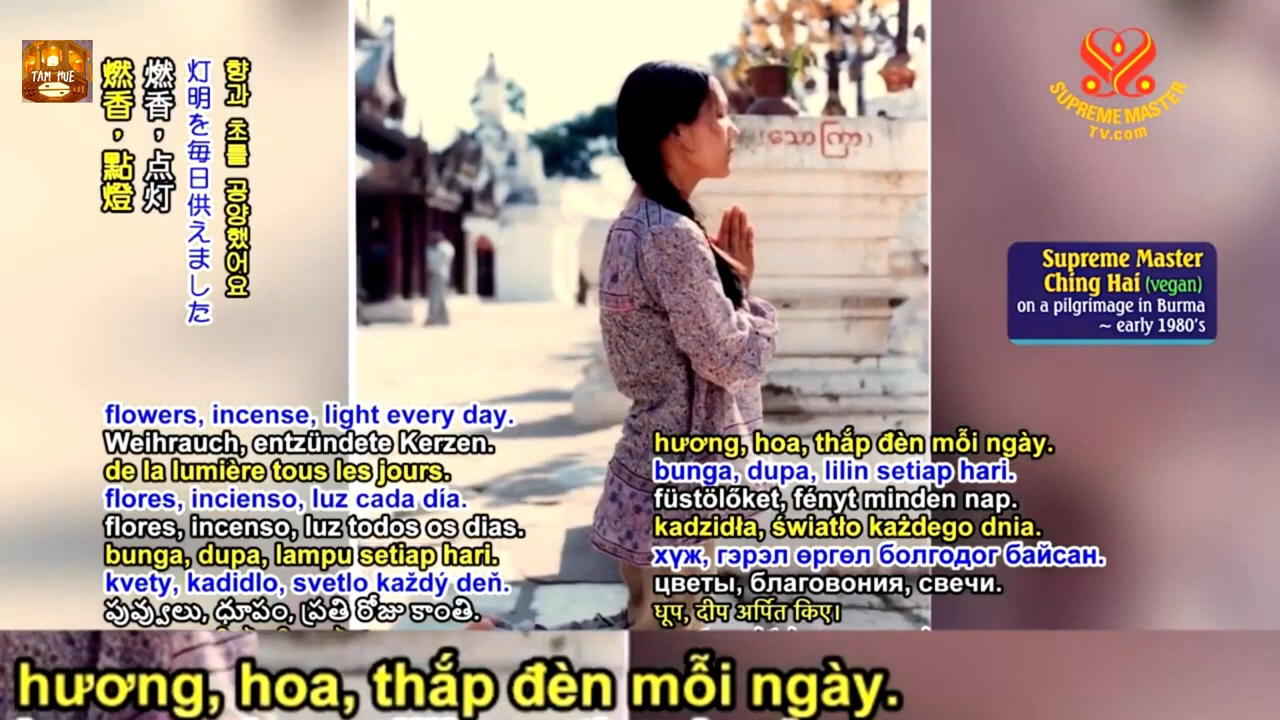 TAM HUE
燃香，點燈
燃香，点灯
灯明を毎日供えました
향과 초를 공양했어요
(သောကြာ)
SUPREME MASTER
TV.com
Supreme Master
Ching Hai (vegan)
on a pilgrimage in Burma
~ early 1980's
flowers, incense, light every day.
Weihrauch, entzündete Kerzen.
de la lumière tous les jours.
flores, incienso, luz cada día.
flores, incenso, luz todos os dias.
bunga, dupa, lampu setiap hari.
kvety, kadidlo, svetlo každý deň.
పువ్వులు, ధూపం, ప్రతి రోజు కాంతి.
hương, hoa, thắp đèn mỗi ngày.
bunga, dupa, lilin setiap hari.
füstölőket, fényt minden nap.
kadzidła, światło każdego dnia.
хүж, гэрэл өргөл болгодог байсан.
цветы, благовония, свечи.
धूप, दीप अर्पित किए।
hương, hoa, thắp đèn mỗi ngày.